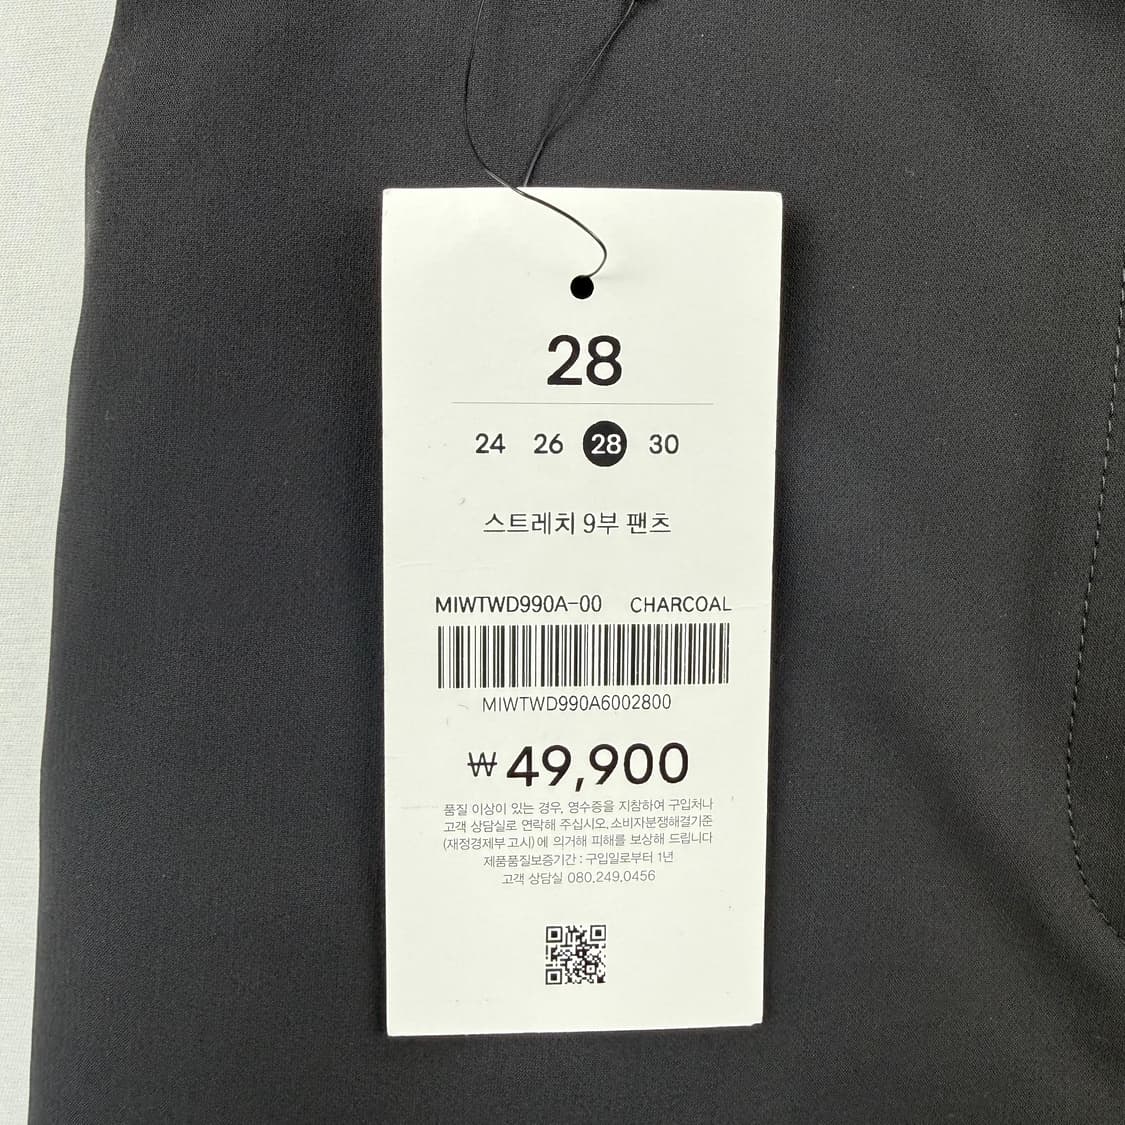 28
24 26 28 30
스트레치 9부 팬츠
MIWTWD990A-00 CHARCOAL
MIWTWD990A6002800
₩ 49,900
품질 이상이 있는 경우, 영수증을 지참하여 구입처나
고객 상담실로 연락해 주십시오. 소비자분쟁해결기준
(재정경제부 고시)에 의거해 피해를 보상해 드립니다
제품품질보증기간 : 구입일로부터 1년
고객 상담실 080.249.0456